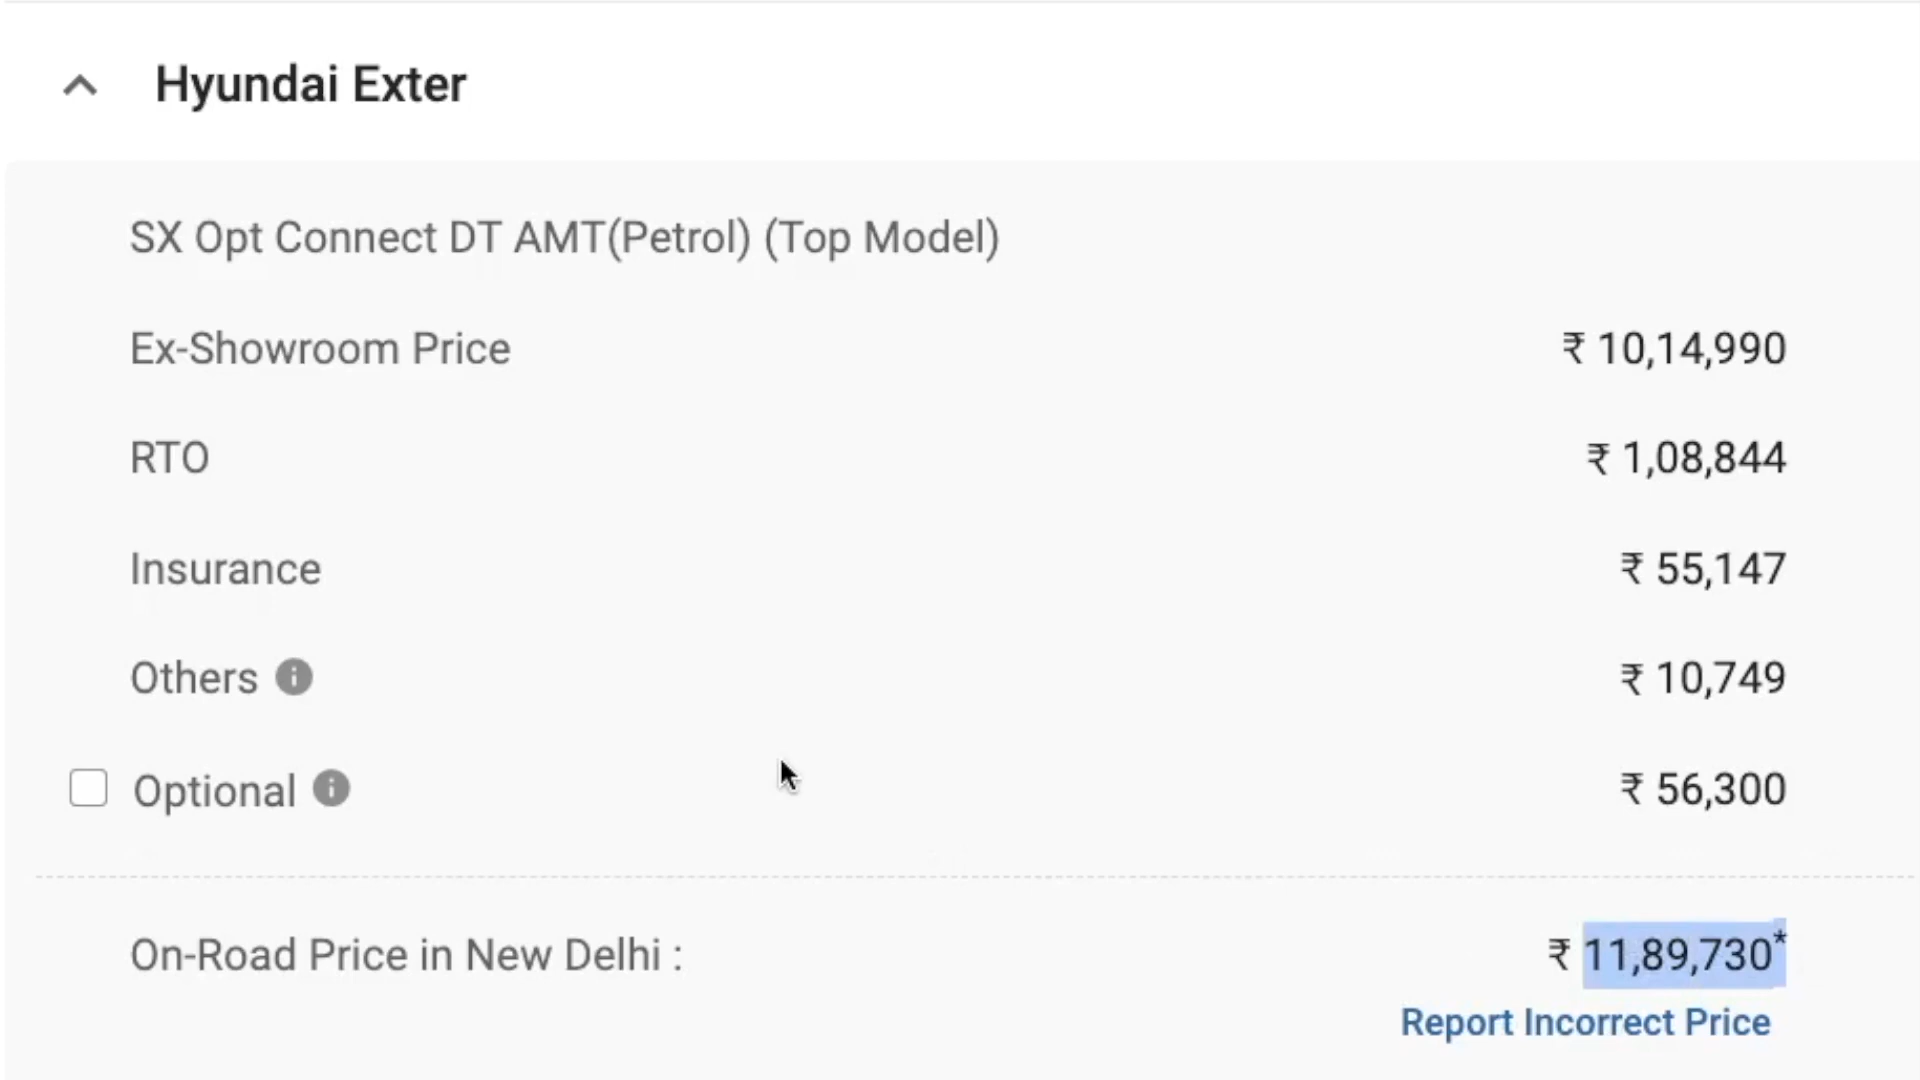 Hyundai Exter
SX Opt Connect DT AMT(Petrol) (Top Model)
Ex-Showroom Price ₹ 10,14,990
RTO ₹ 1,08,844
Insurance ₹ 55,147
Others ₹ 10,749
Optional ₹ 56,300
On-Road Price in New Delhi : ₹ 11,89,730*
Report Incorrect Price